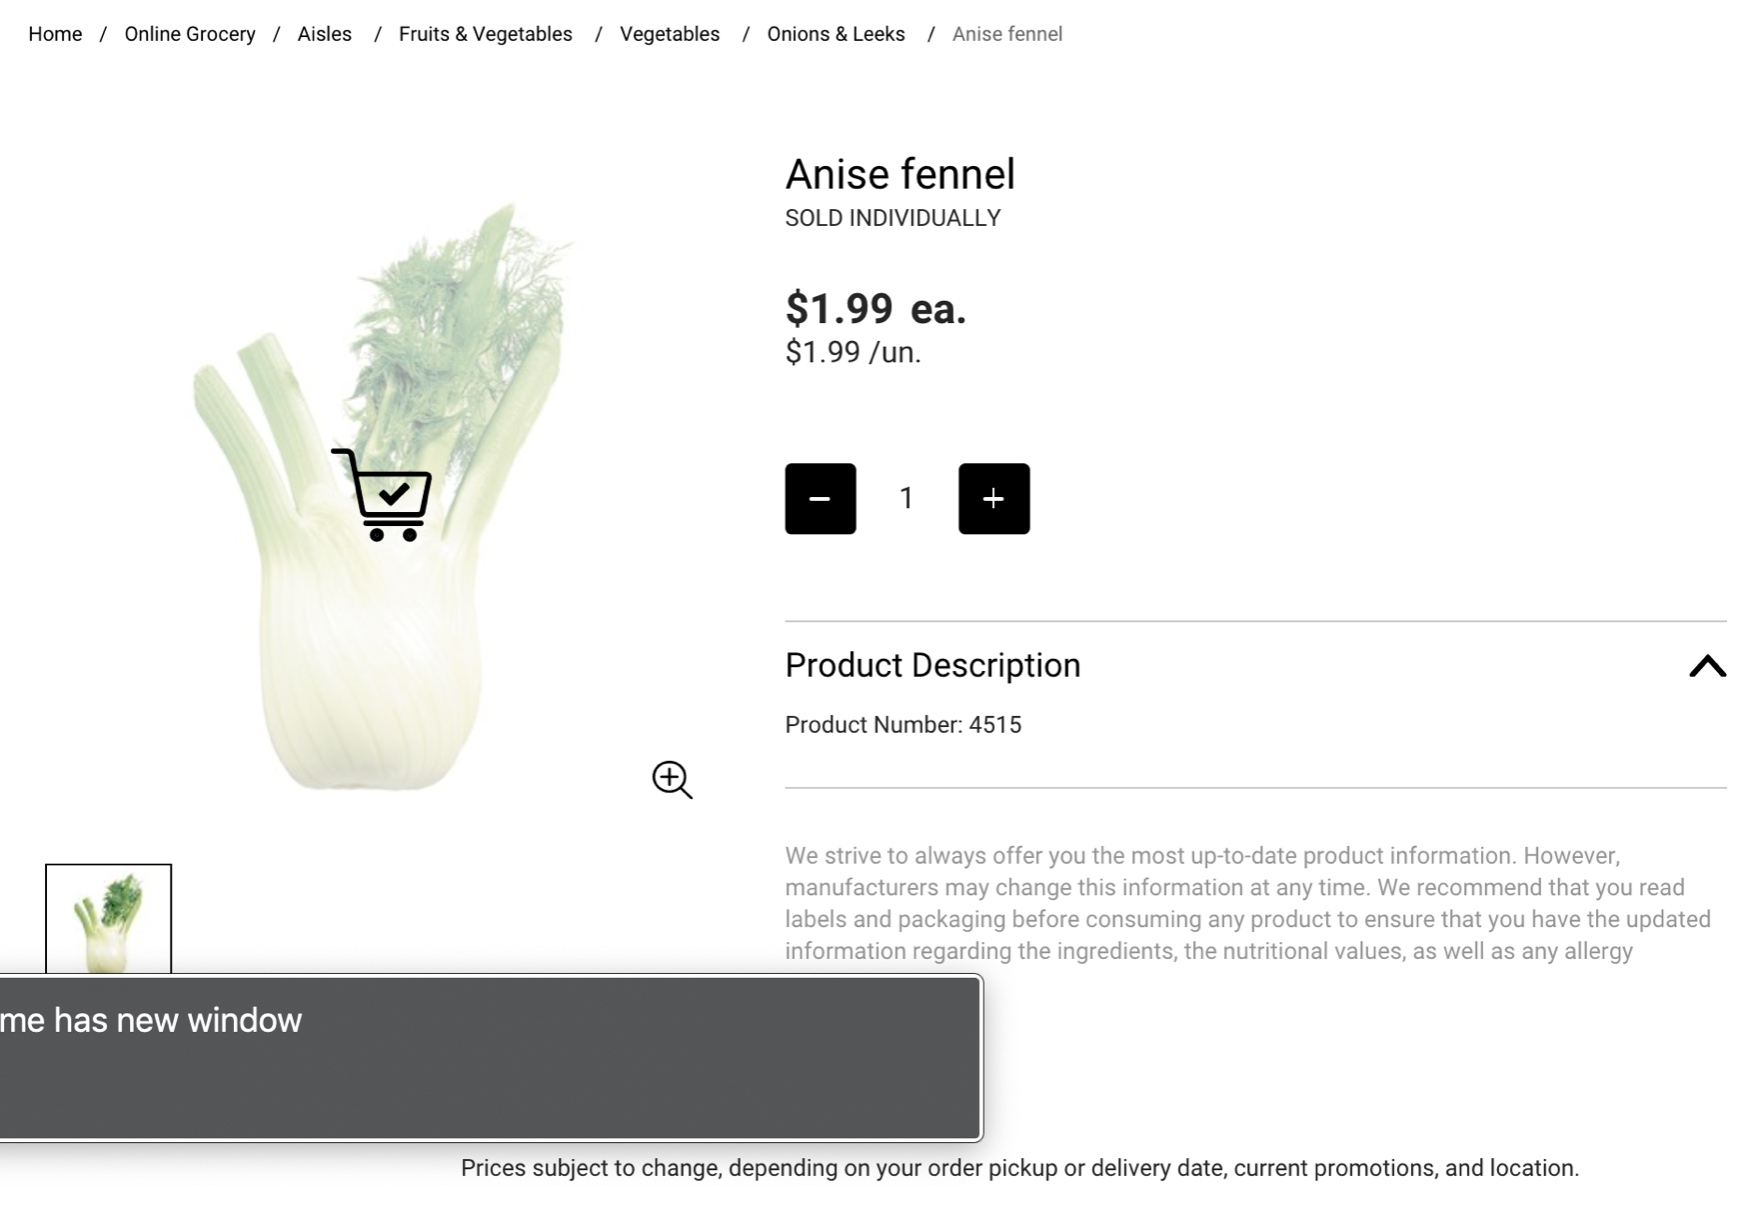 Home / Online Grocery / Aisles / Fruits & Vegetables / Vegetables / Onions & Leeks / Anise fennel
Anise fennel
SOLD INDIVIDUALLY
$1.99 ea.
$1.99 /un.
1
Product Description
Product Number: 4515
We strive to always offer you the most up-to-date product information. However,
manufacturers may change this information at any time. We recommend that you read
labels and packaging before consuming any product to ensure that you have the updated
information regarding the ingredients, the nutritional values, as well as any allergy
me has new window
Prices subject to change, depending on your order pickup or delivery date, current promotions, and location.